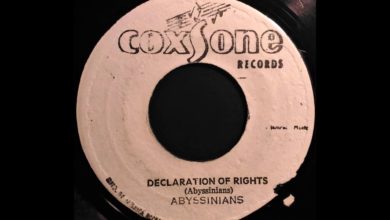 coxsone
RECORDS
DECLARATION OF RIGHTS
(Abyssinians)
ABYSSINIANS